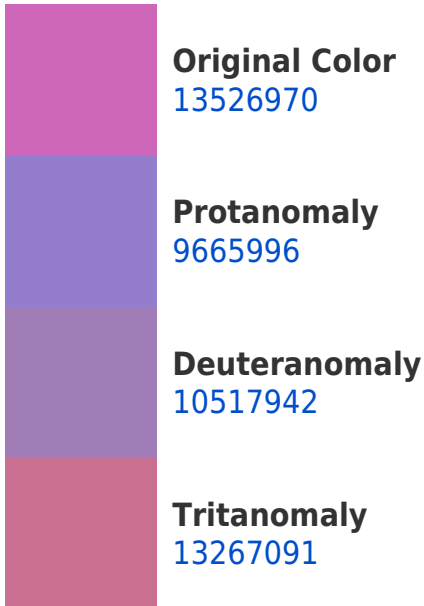 Original Color
13526970
Protanomaly
9665996
Deuteranomaly
10517942
Tritanomaly
13267091